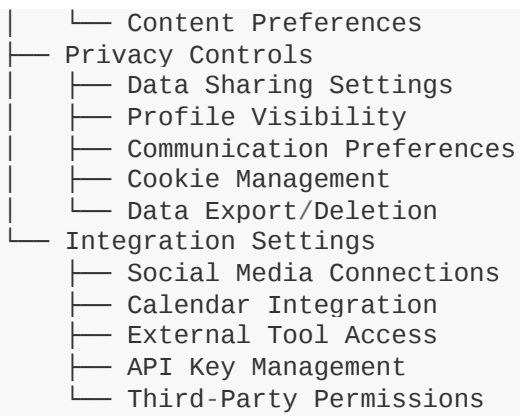 │   └── Content Preferences
├── Privacy Controls
│   ├── Data Sharing Settings
│   ├── Profile Visibility
│   ├── Communication Preferences
│   ├── Cookie Management
│   └── Data Export/Deletion
└── Integration Settings
    ├── Social Media Connections
    ├── Calendar Integration
    ├── External Tool Access
    ├── API Key Management
    └── Third-Party Permissions